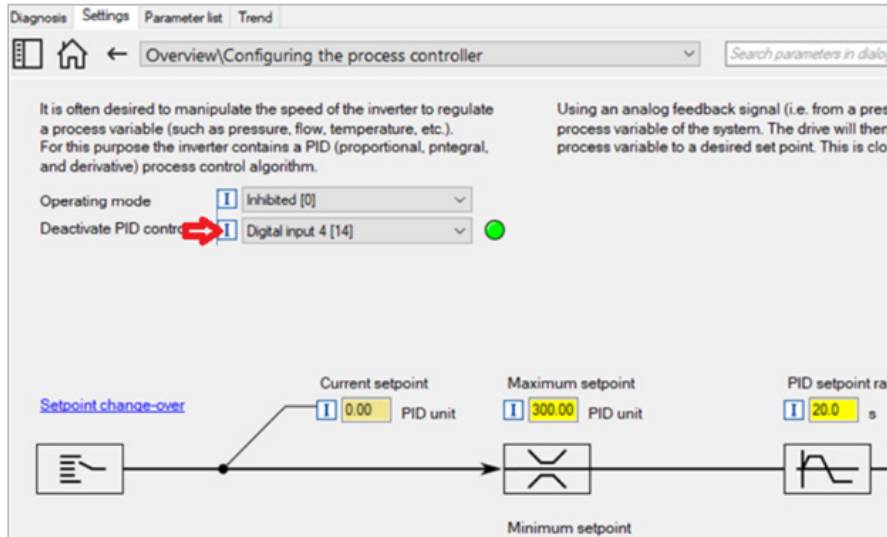 Diagnosis Settings Parameter list Trend
Overview\Configuring the process controller
Search parameters in dialo
It is often desired to manipulate the speed of the inverter to regulate
a process variable (such as pressure, flow, temperature, etc.).
For this purpose the inverter contains a PID (proportional, pntegral,
and derivative) process control algorithm.
Using an analog feedback signal (i.e. from a pres
process variable of the system. The drive will then
process variable to a desired set point. This is clo
Operating mode I Inhibited [0]
Deactivate PID contro I Digital input 4 [14]
Current setpoint Maximum setpoint PID setpoint ra
Setpoint change-over I 0.00 PID unit I 300.00 PID unit I 20.0 s
Minimum setpoint